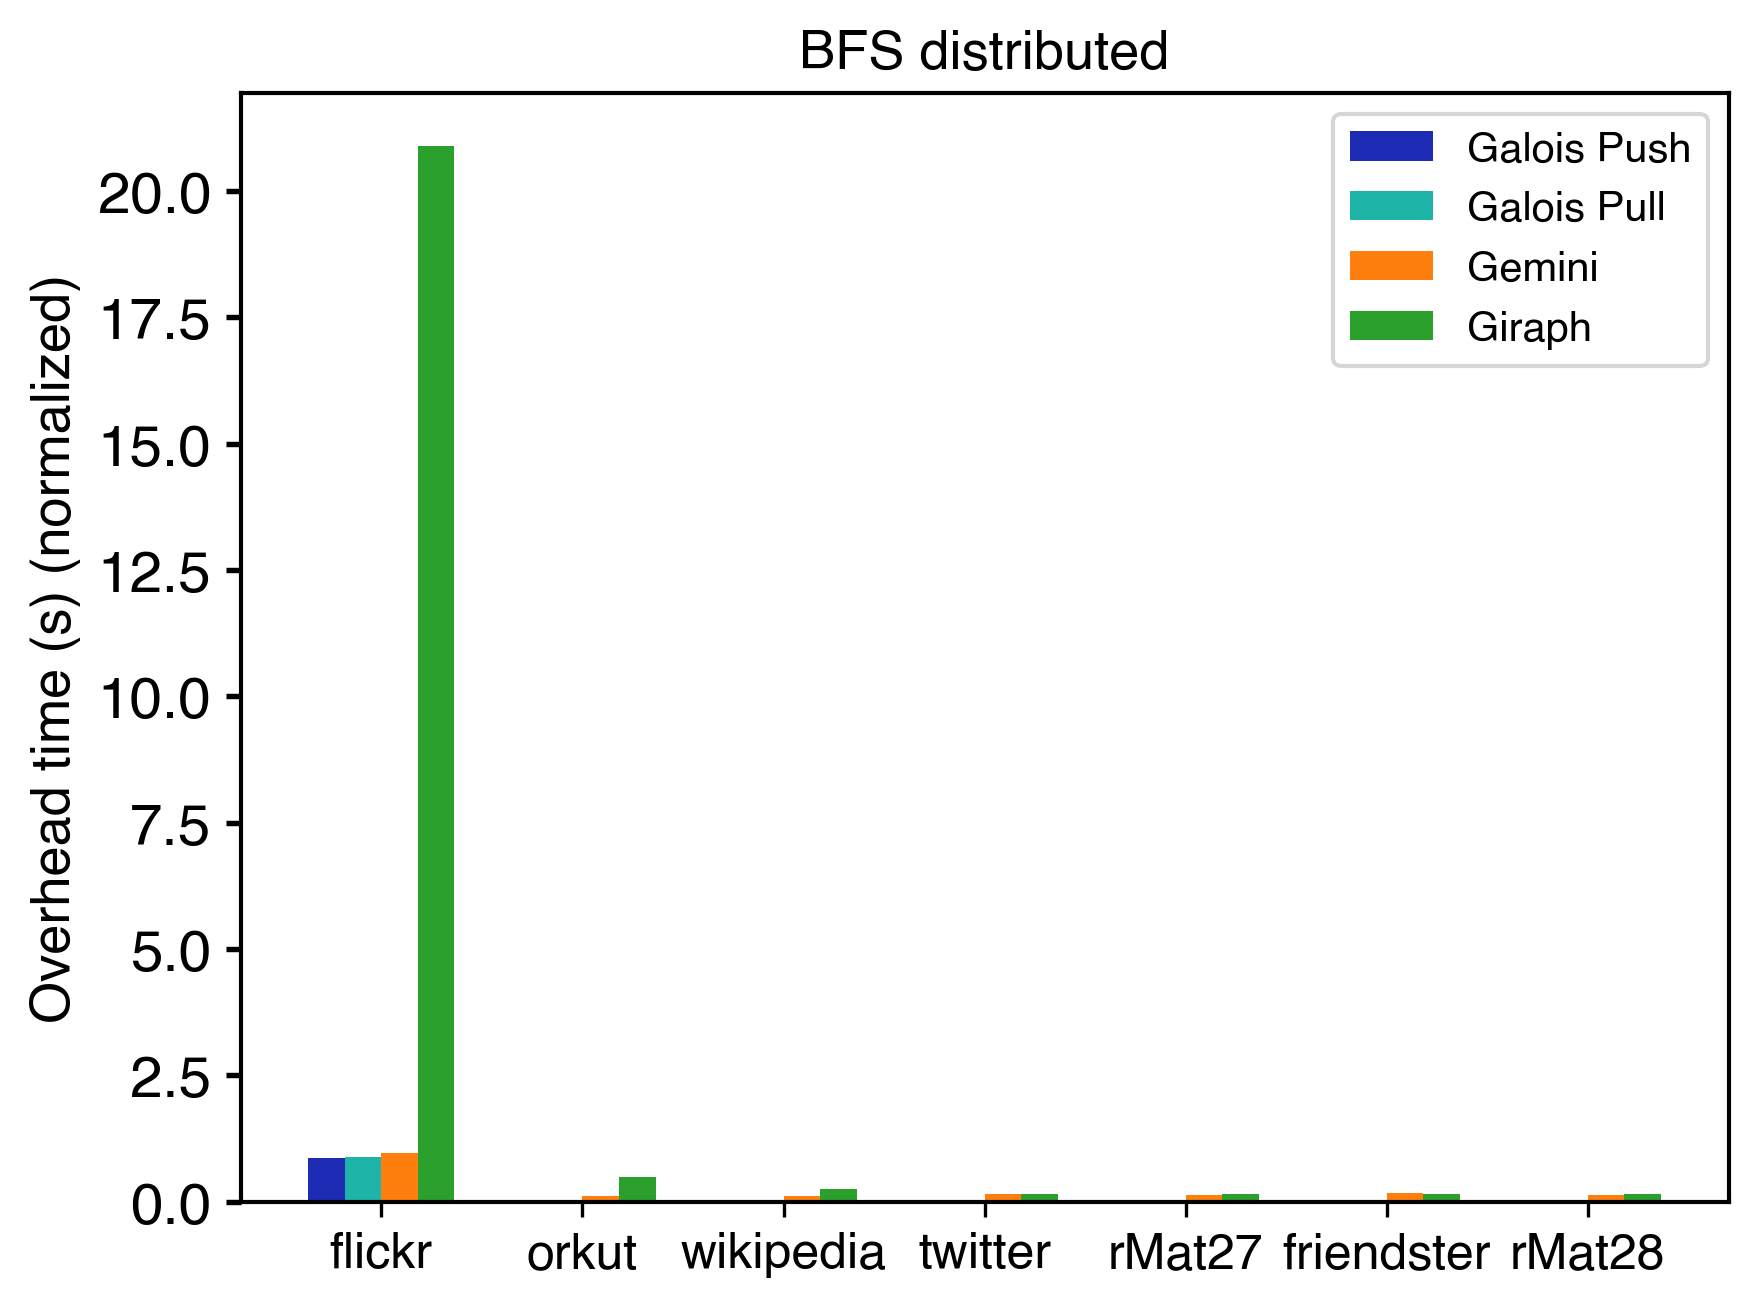 BFS distributed
Overhead time (s) (normalized)
20.0
17.5
15.0
12.5
10.0
7.5
5.0
2.5
0.0
Galois Push
Galois Pull
Gemini
Giraph
flickr orkut wikipedia twitter rMat27 friendster rMat28